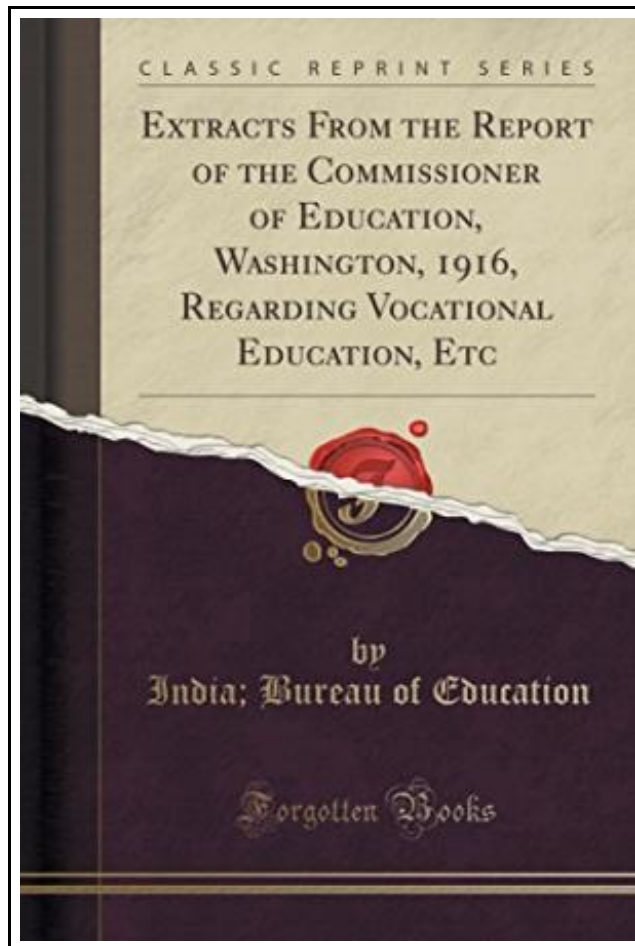 CLASSIC REPRINT SERIES
EXTRACTS FROM THE REPORT
OF THE COMMISSIONER
OF EDUCATION,
WASHINGTON, 1916,
REGARDING VOCATIONAL
EDUCATION, ETC
by
India; Bureau of Education
Forgotten Books